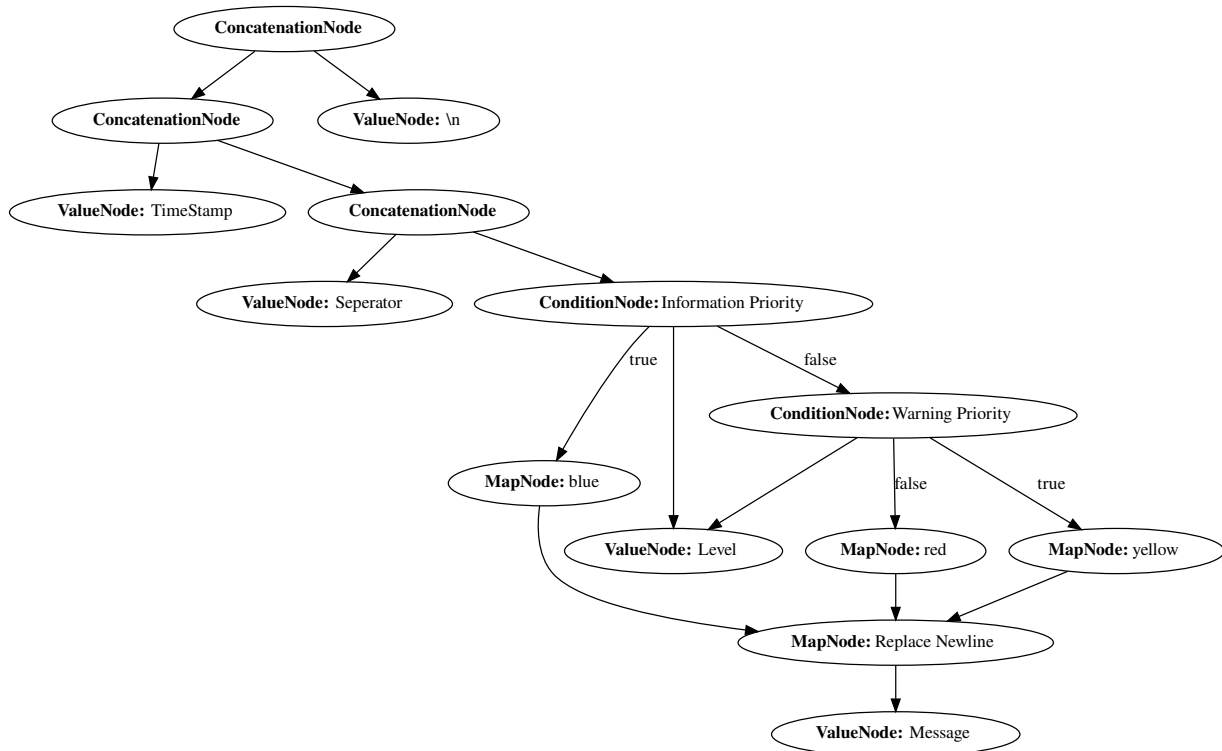 ConcatenationNode
ConcatenationNode
ValueNode: \n
ValueNode: TimeStamp
ConcatenationNode
ValueNode: Seperator
ConditionNode: Information Priority
true
false
ConditionNode: Warning Priority
MapNode: blue
false
true
ValueNode: Level
MapNode: red
MapNode: yellow
MapNode: Replace Newline
ValueNode: Message